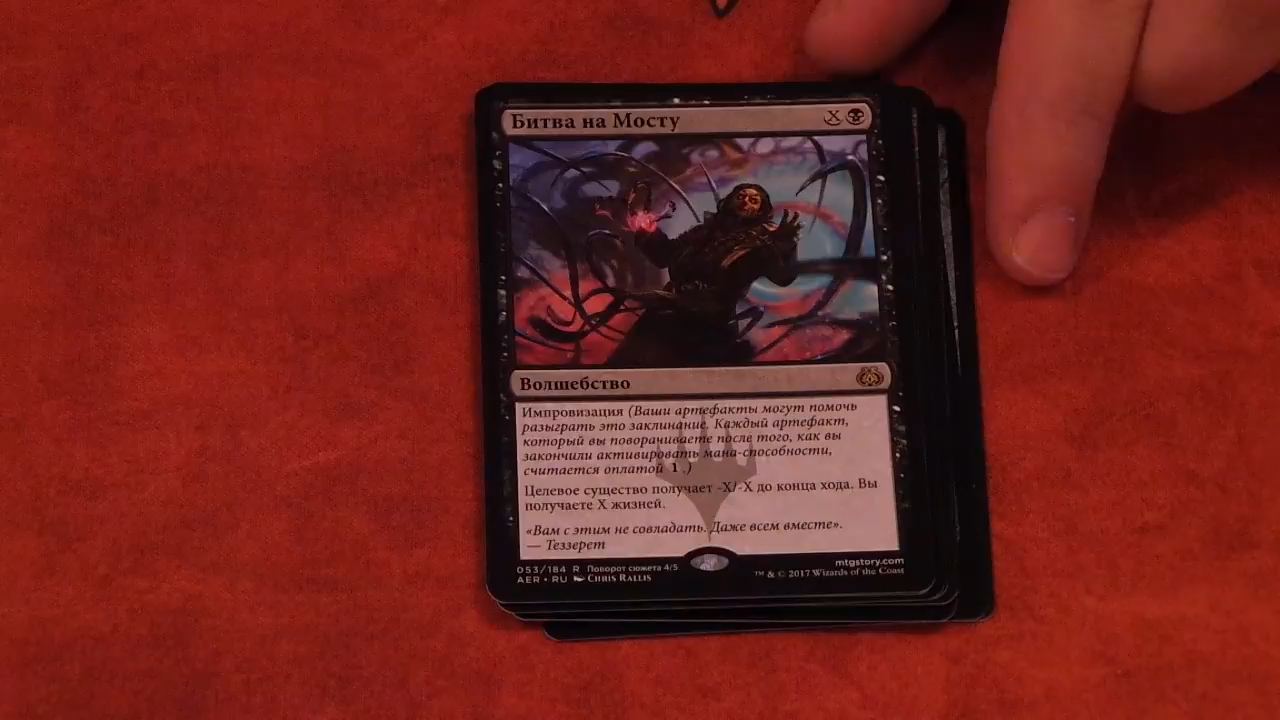 Битва на Мосту X
Волшебство
Импровизация (Ваши артефакты могут помочь
разыграть это заклинание. Каждый артефакт,
который вы поворачиваете после того, как вы
закончили активировать мана-способности,
считается оплатой 1.)
Целевое существо получает -X/-X до конца хода. Вы
получаете X жизней.
«Вам с этим не совладать. Даже всем вместе».
— Теззерет
053/184 R Поворот сюжета 4/5 mtgstory.com
AER • RU Chris Rallis ™ & © 2017 Wizards of the Coast